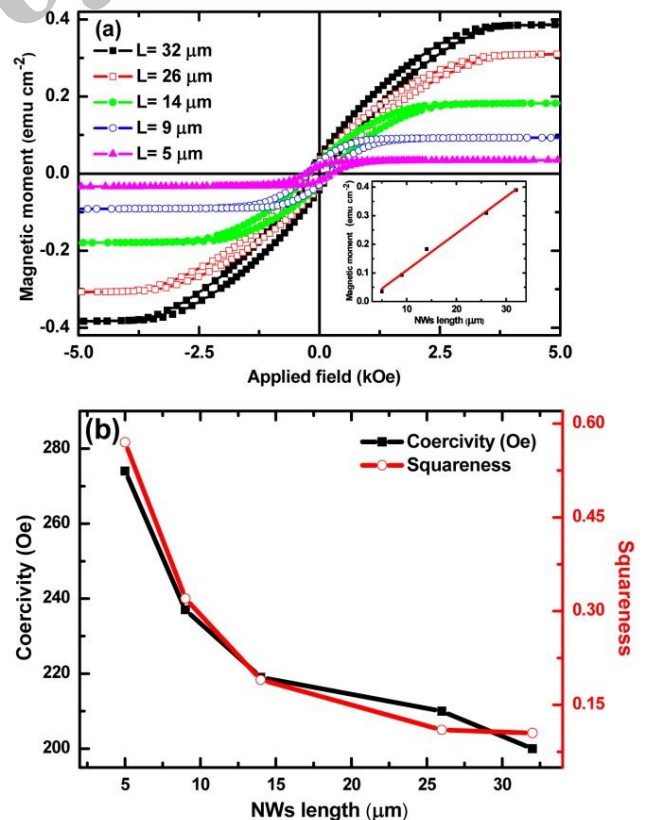 (a)
L= 32 μm
L= 26 μm
L= 14 μm
L= 9 μm
L= 5 μm
0.4
0.2
0.0
-0.2
-0.4
Magnetic moment (emu cm⁻²)
-5.0 -2.5 0.0 2.5 5.0
Applied field (kOe)
0.4
0.3
0.2
0.1
0.0
Magnetic moment (emu cm⁻²)
10 20 30
NWs length (μm)
(b)
Coercivity (Oe)
Squareness
280
260
240
220
200
Coercivity (Oe)
0.60
0.45
0.30
0.15
Squareness
5 10 15 20 25 30
NWs length (μm)